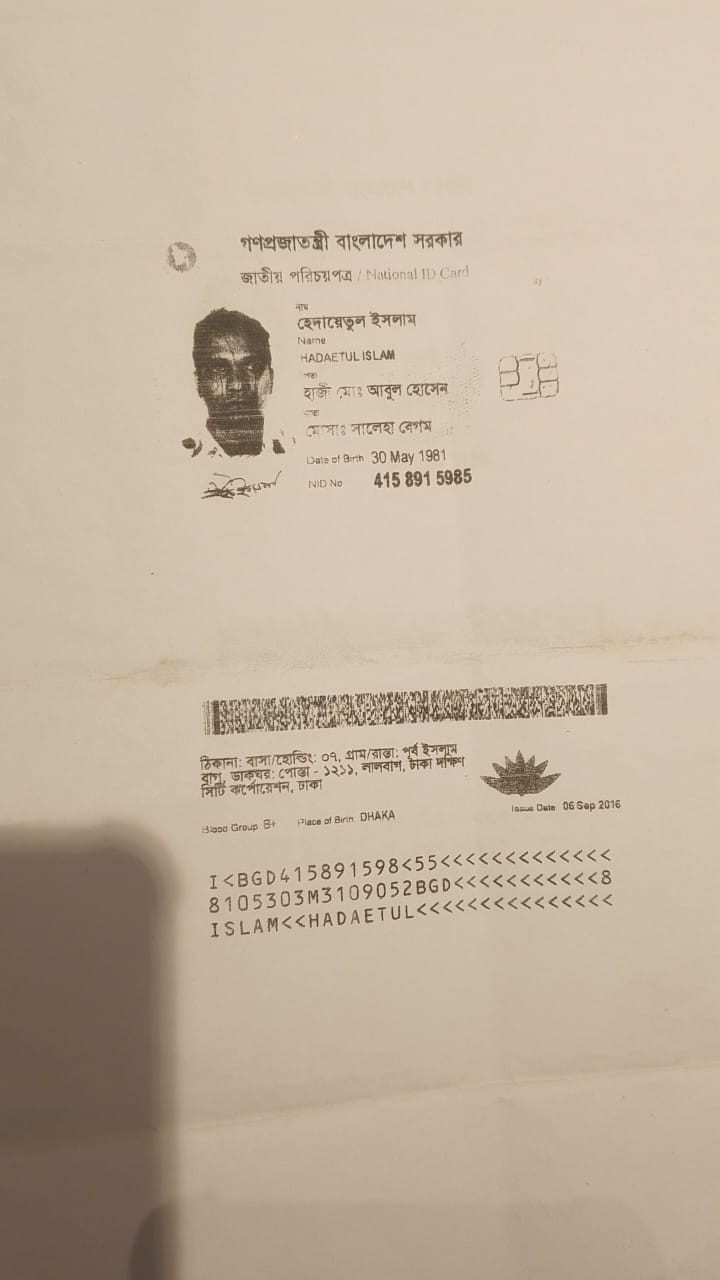 গণপ্রজাতন্ত্রী বাংলাদেশ সরকার
জাতীয় পরিচয়পত্র / National ID Card
নাম
হেদায়েতুল ইসলাম
Name
HADAETUL ISLAM
পিতা
হাজী মোঃ আবুল হোসেন
মাতা
মোসাঃ সালেহা বেগম
Date of Birth 30 May 1981
NID No 415 891 5985
ঠিকানা: বাসা/হোল্ডিং: ০৭, গ্রাম/রাস্তা: পূর্ব ইসলাম
বাগ, ডাকঘর: পোস্তা - ১২১১, লালবাগ, ঢাকা দক্ষিণ
সিটি কর্পোরেশন, ঢাকা
Blood Group B+ Place of Birth DHAKA
Issue Date 06 Sep 2016
I<BGD415891598<55<<<<<<<<<<<<<
8105303M3109052BGD<<<<<<<<<<<8
ISLAM<<HADAETUL<<<<<<<<<<<<<<<